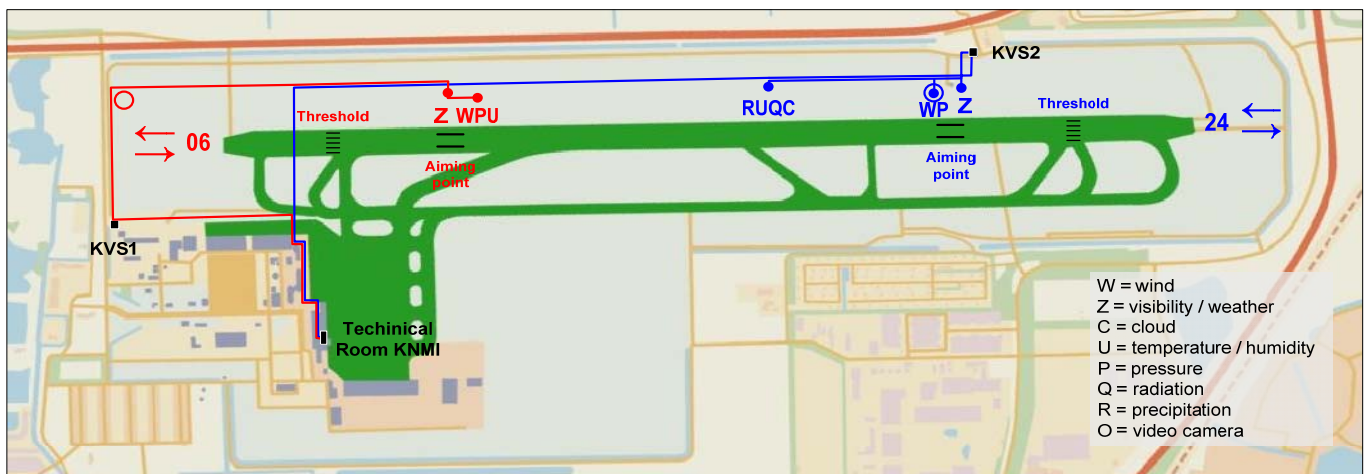 KVS2
RUQC
WP
Z
Z WPU
Threshold
Threshold
06
24
Aiming
point
Aiming
point
KVS1
W = wind
Z = visibility / weather
C = cloud
U = temperature / humidity
P = pressure
Q = radiation
R = precipitation
O = video camera
Techinical
Room KNMI